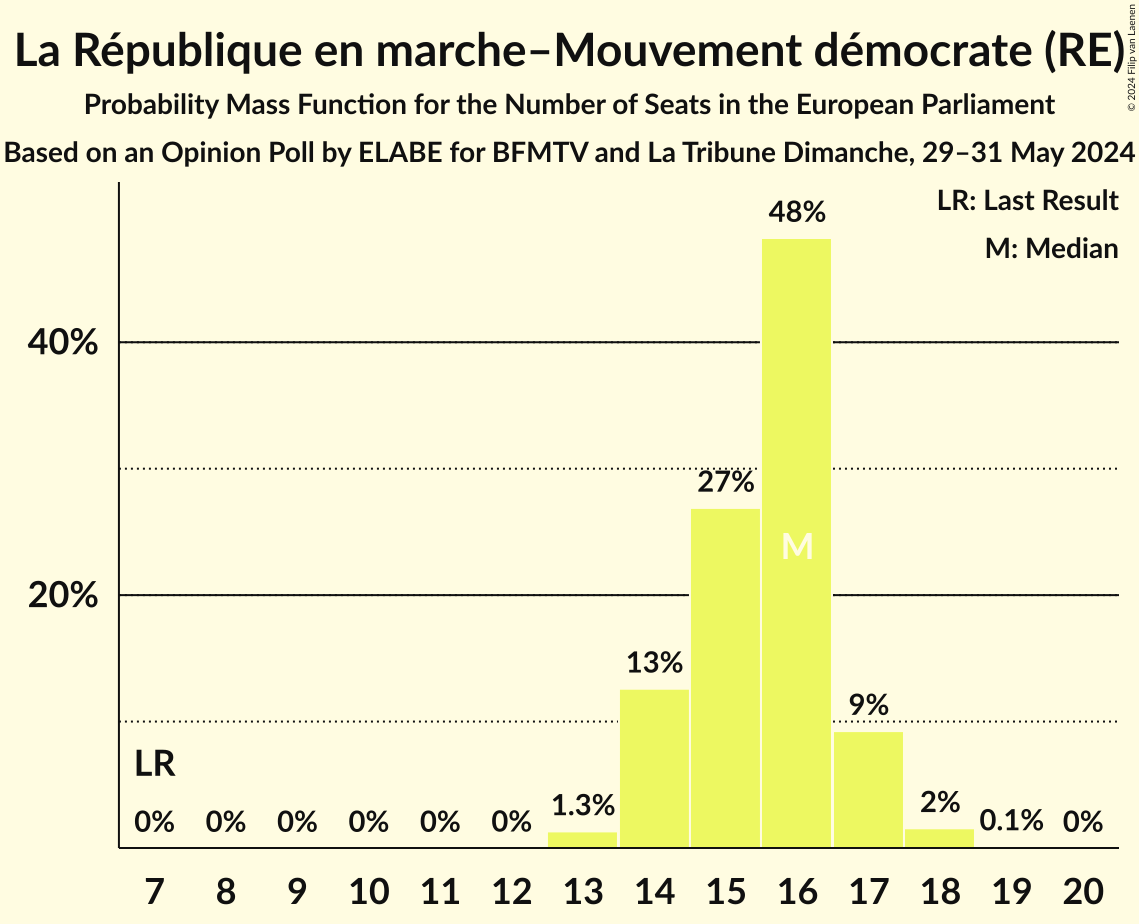 La République en marche–Mouvement démocrate (RE)
© 2024 Filip van Laenen
Probability Mass Function for the Number of Seats in the European Parliament
Based on an Opinion Poll by ELABE for BFMTV and La Tribune Dimanche, 29–31 May 2024
LR: Last Result
M: Median
48%
40%
27%
M
20%
13%
9%
LR
0% 0% 0% 0% 0% 0% 1.3% 2% 0.1% 0%
7 8 9 10 11 12 13 14 15 16 17 18 19 20